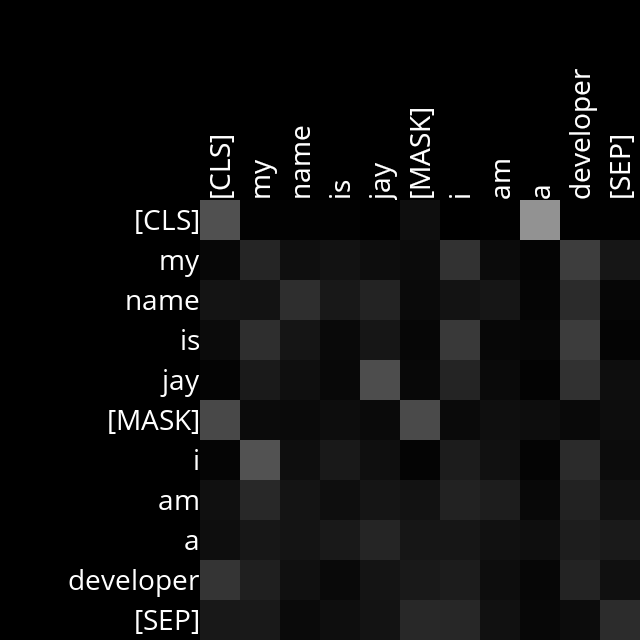 [CLS] my name is jay [MASK] i am a developer [SEP]
[CLS]
my
name
is
jay
[MASK]
i
am
a
developer
[SEP]